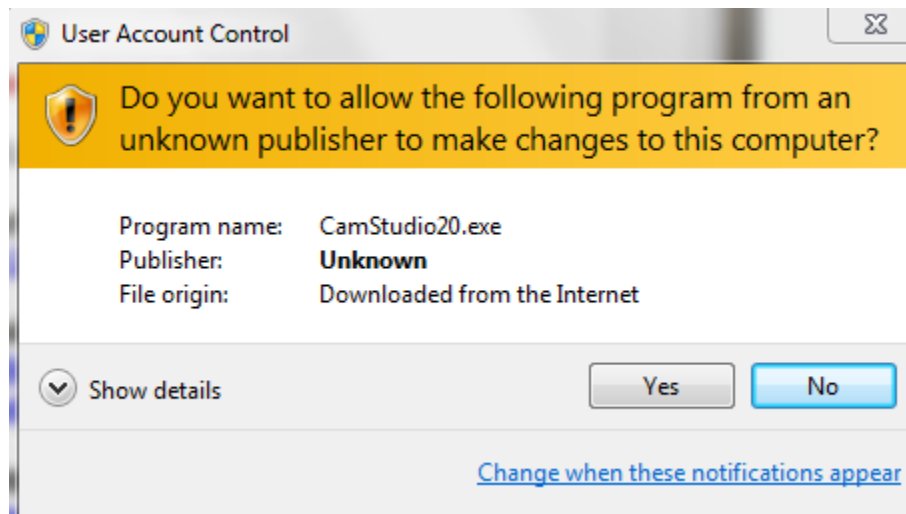 User Account Control
Do you want to allow the following program from an
unknown publisher to make changes to this computer?
Program name: CamStudio20.exe
Publisher: Unknown
File origin: Downloaded from the Internet
Show details Yes No
Change when these notifications appear